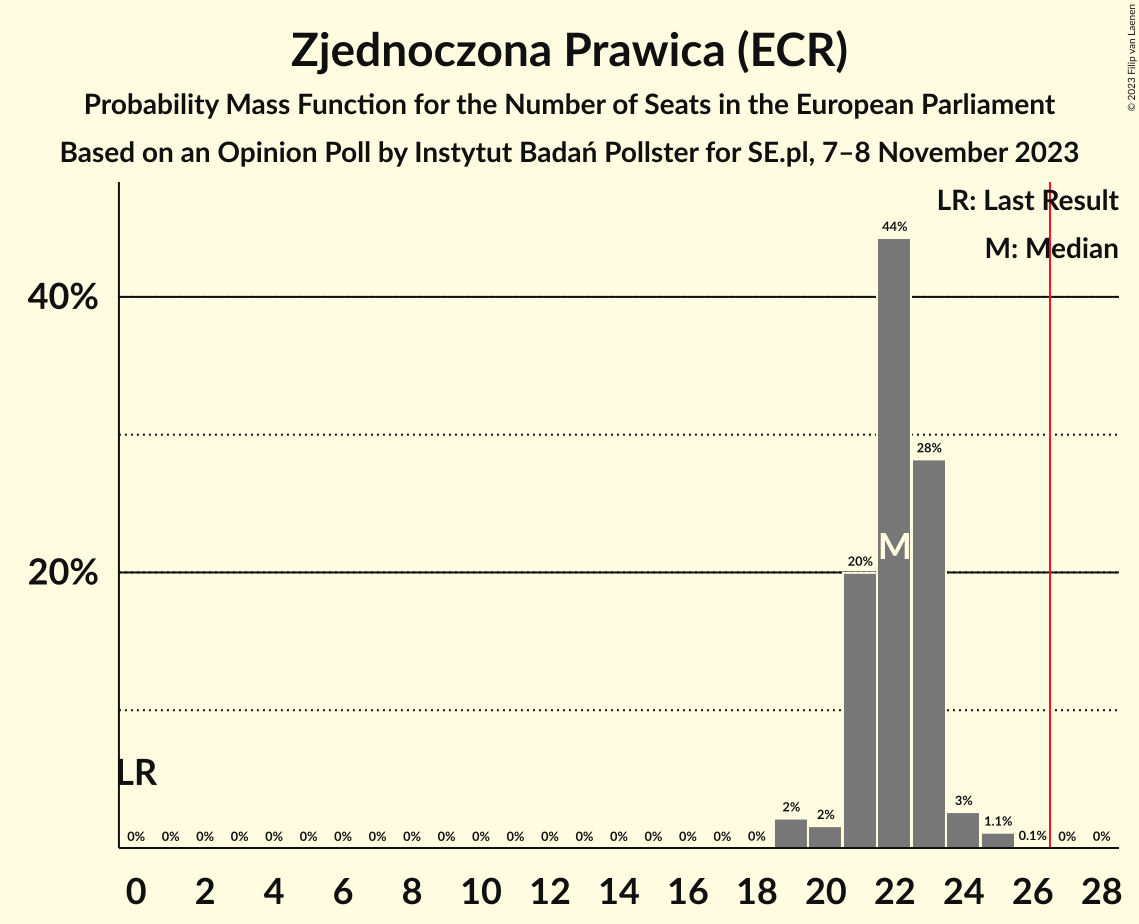 Zjednoczona Prawica (ECR)
Probability Mass Function for the Number of Seats in the European Parliament
Based on an Opinion Poll by Instytut Badań Pollster for SE.pl, 7–8 November 2023
© 2023 Filip van Laenen
LR: Last Result
M: Median
44%
40%
28%
M
20%
20%
LR
3%
2%
2%
1.1%
0% 0% 0% 0% 0% 0% 0% 0% 0% 0% 0% 0% 0% 0% 0% 0% 0% 0% 0% 0.1% 0% 0%
0 2 4 6 8 10 12 14 16 18 20 22 24 26 28